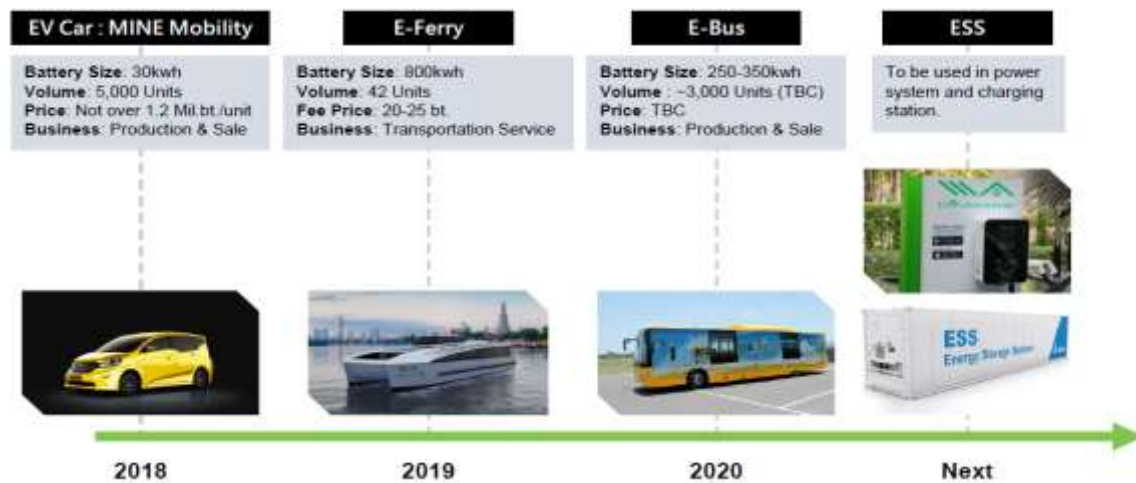 EV Car : MINE Mobility
Battery Size: 30kwh
Volume: 5,000 Units
Price: Not over 1.2 Mil.bt./unit
Business: Production & Sale
E-Ferry
Battery Size: 800kwh
Volume: 42 Units
Fee Price: 20-25 bt.
Business: Transportation Service
E-Bus
Battery Size: 250-350kwh
Volume : ~3,000 Units (TBC)
Price: TBC
Business: Production & Sale
ESS
To be used in power
system and charging
station.
ESS
Energy Storage System
2018
2019
2020
Next